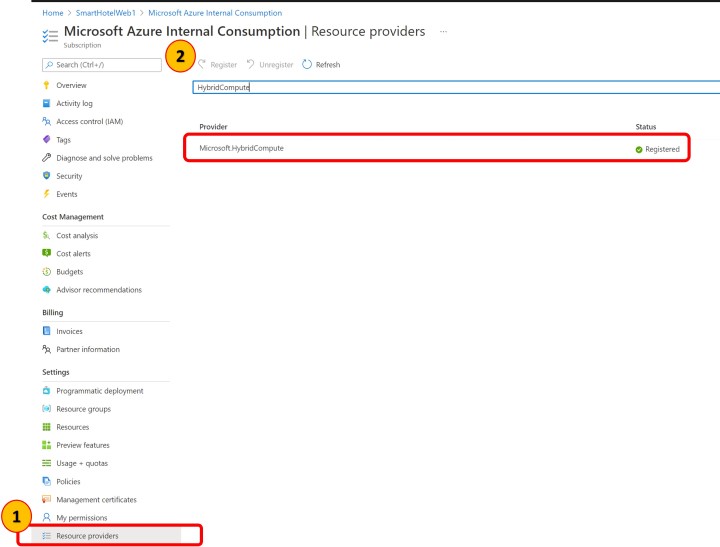 Home > SmartHotelWeb1 > Microsoft Azure Internal Consumption
Microsoft Azure Internal Consumption | Resource providers ...
Subscription
2
Search (Ctrl+/)
Register Unregister Refresh
HybridCompute
Overview
Activity log
Access control (IAM)
Tags
Diagnose and solve problems
Security
Events
Provider Status
Microsoft.HybridCompute Registered
Cost Management
Cost analysis
Cost alerts
Budgets
Advisor recommendations
Billing
Invoices
Partner information
Settings
Programmatic deployment
Resource groups
Resources
Preview features
Usage + quotas
Policies
Management certificates
My permissions
1
Resource providers